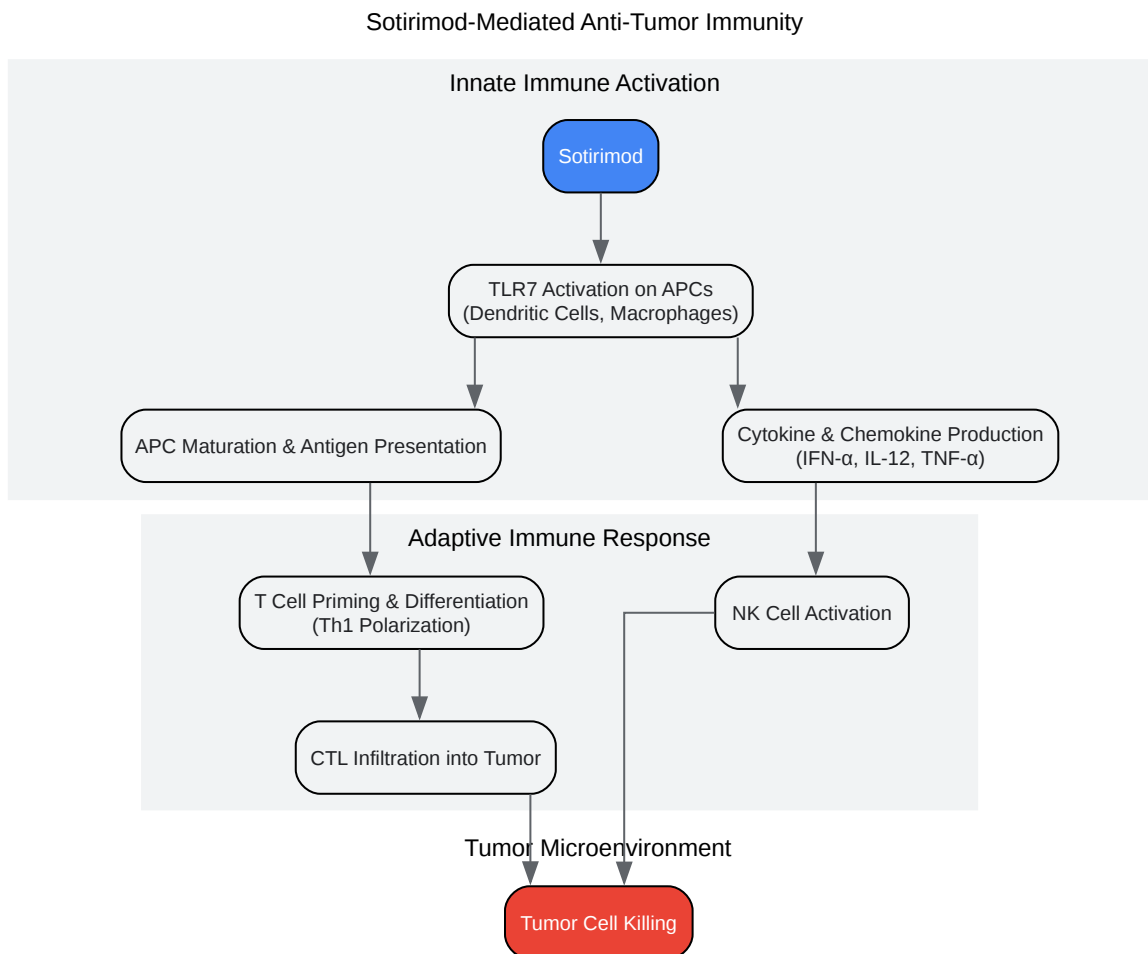 Sotirimod-Mediated Anti-Tumor Immunity
Innate Immune Activation
Sotirimod
TLR7 Activation on APCs
(Dendritic Cells, Macrophages)
APC Maturation & Antigen Presentation
Cytokine & Chemokine Production
(IFN-α, IL-12, TNF-α)
Adaptive Immune Response
T Cell Priming & Differentiation
(Th1 Polarization)
NK Cell Activation
CTL Infiltration into Tumor
Tumor Microenvironment
Tumor Cell Killing